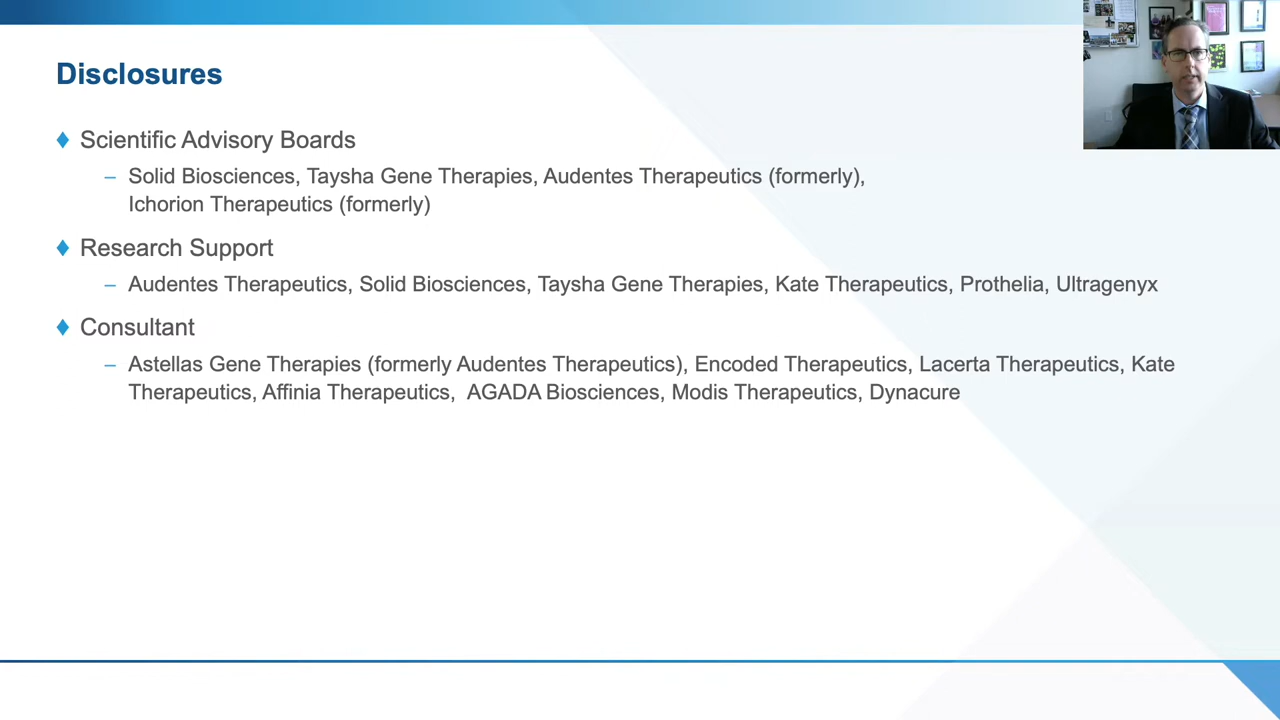 Disclosures
Scientific Advisory Boards
– Solid Biosciences, Taysha Gene Therapies, Audentes Therapeutics (formerly),
Ichorion Therapeutics (formerly)
Research Support
– Audentes Therapeutics, Solid Biosciences, Taysha Gene Therapies, Kate Therapeutics, Prothelia, Ultragenyx
Consultant
– Astellas Gene Therapies (formerly Audentes Therapeutics), Encoded Therapeutics, Lacerta Therapeutics, Kate
Therapeutics, Affinia Therapeutics,  AGADA Biosciences, Modis Therapeutics, Dynacure